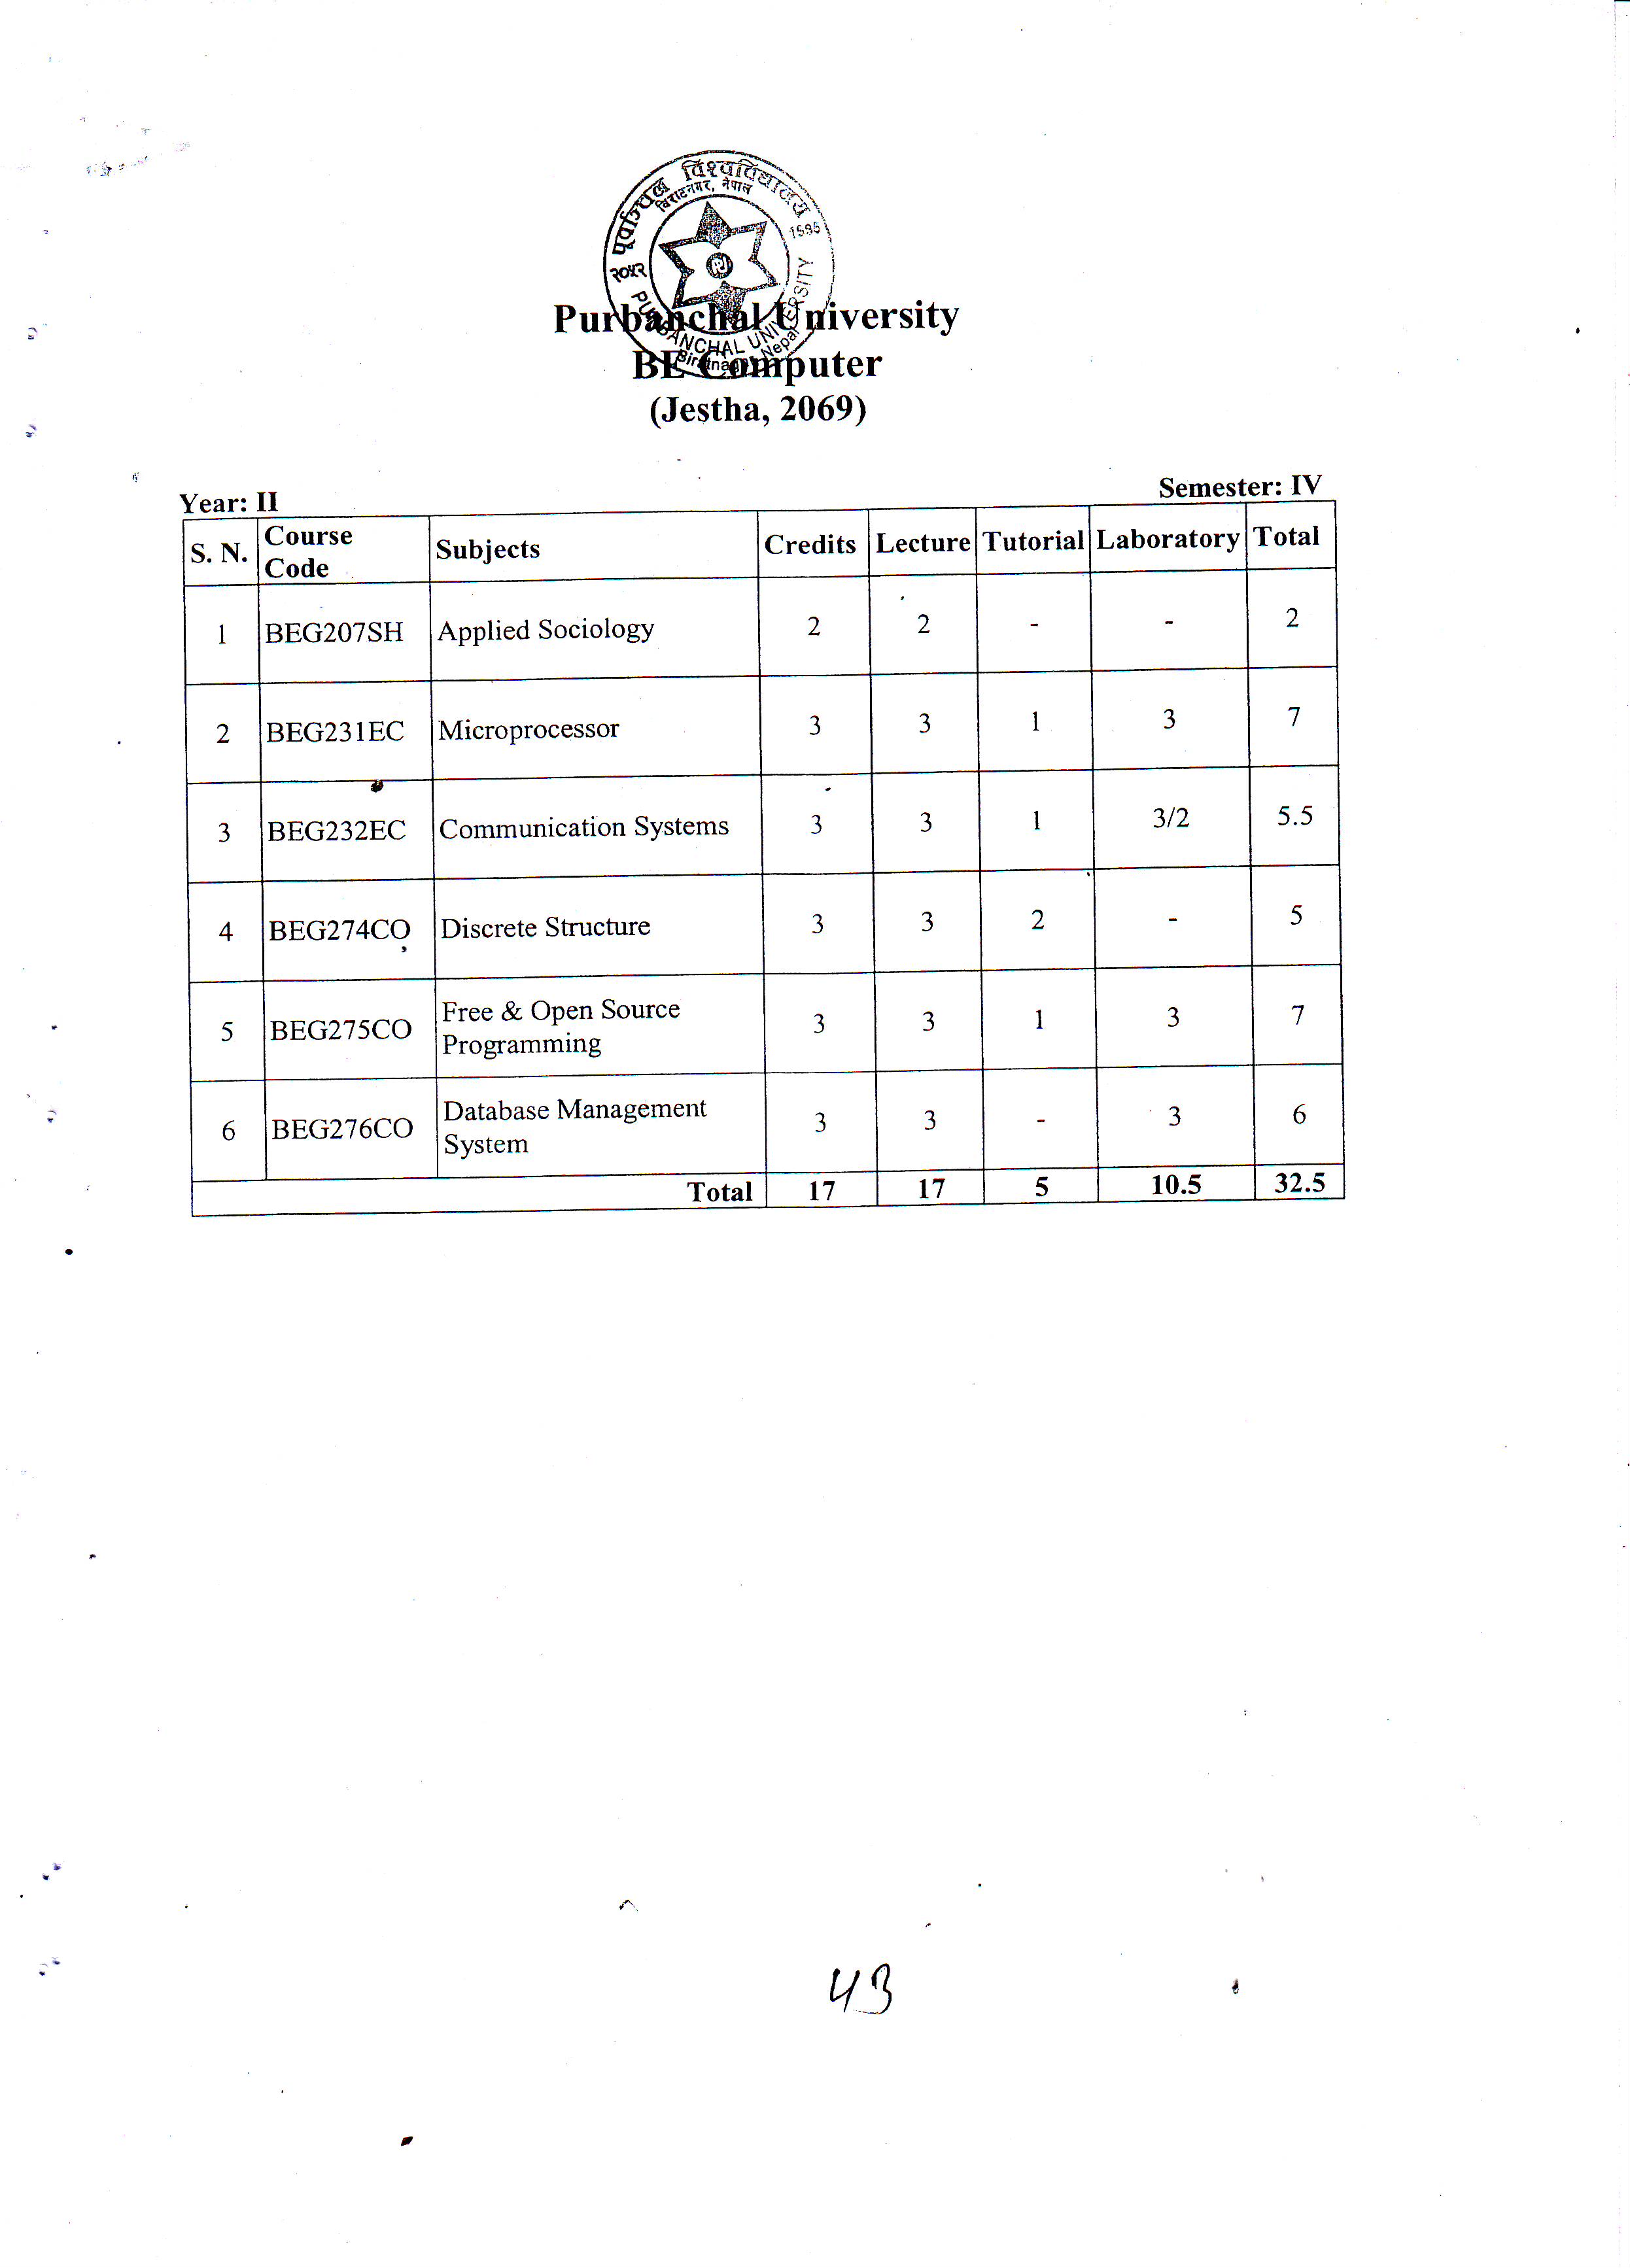 पूर्वाञ्चल विश्वविद्यालय
विराटनगर, नेपाल
२०५२
1995
PURBANCHAL UNIVERSITY
Biratnagar, Nepal
Purbanchal University
BE Computer
(Jestha, 2069)
Year: II Semester: IV
S. N. Course Code Subjects Credits Lecture Tutorial Laboratory Total
1 BEG207SH Applied Sociology 2 2 - - 2
2 BEG231EC Microprocessor 3 3 1 3 7
3 BEG232EC Communication Systems 3 3 1 3/2 5.5
4 BEG274CO Discrete Structure 3 3 2 - 5
5 BEG275CO Free & Open Source Programming 3 3 1 3 7
6 BEG276CO Database Management System 3 3 - 3 6
Total 17 17 5 10.5 32.5
43